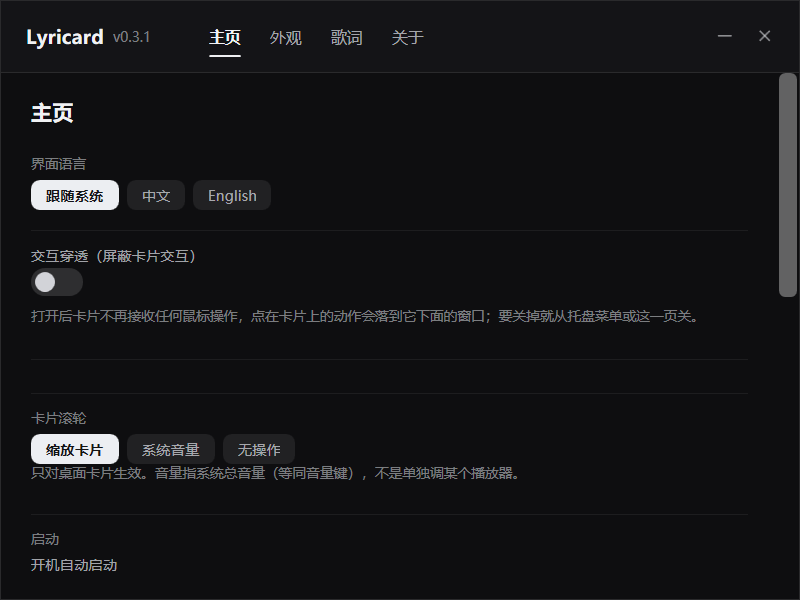 Lyricard v0.3.1 主页 外观 歌词 关于
主页
界面语言
跟随系统 中文 English
交互穿透（屏蔽卡片交互）
打开后卡片不再接收任何鼠标操作，点在卡片上的动作会落到它下面的窗口；要关掉就从托盘菜单或这一页关。
卡片滚轮
缩放卡片 系统音量 无操作
只对桌面卡片生效。音量指系统总音量（等同音量键），不是单独调某个播放器。
启动
开机自动启动